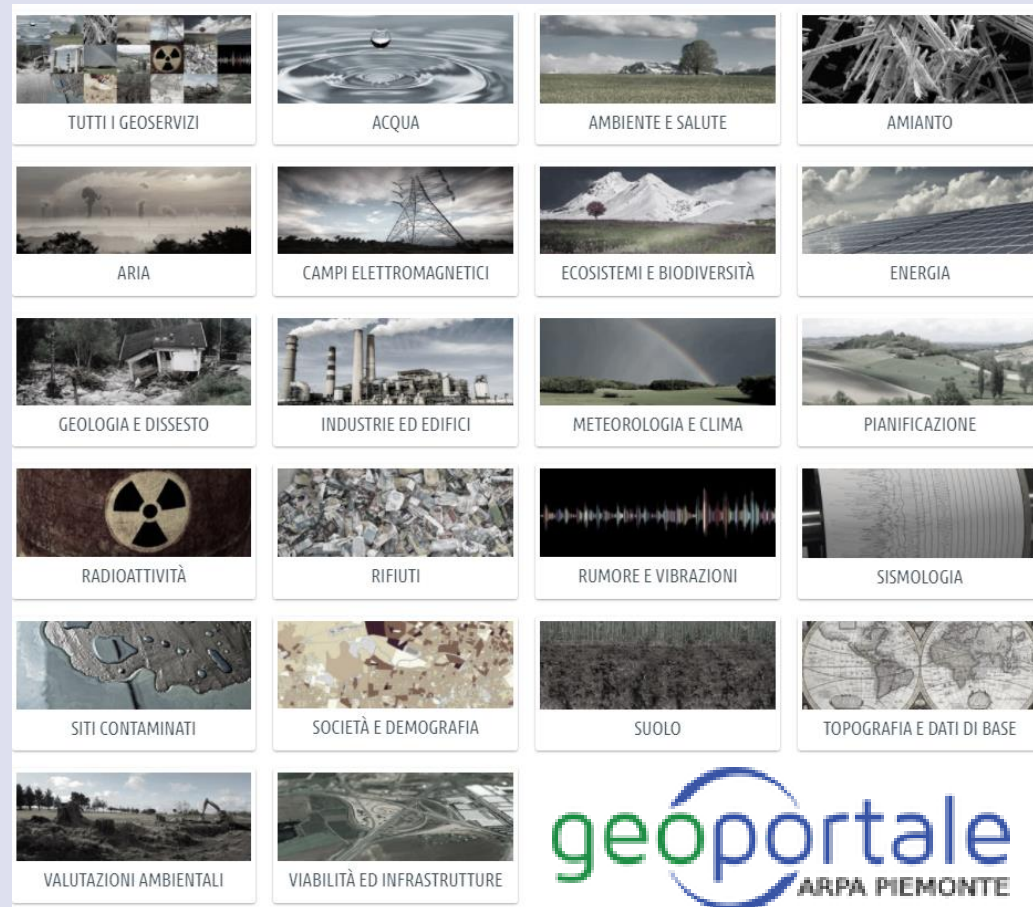 TUTTI I GEOSERVIZI
ACQUA
AMBIENTE E SALUTE
AMIANTO
ARIA
CAMPI ELETTROMAGNETICI
ECOSISTEMI E BIODIVERSITÀ
ENERGIA
GEOLOGIA E DISSESTO
INDUSTRIE ED EDIFICI
METEOROLOGIA E CLIMA
PIANIFICAZIONE
RADIOATTIVITÀ
RIFIUTI
RUMORE E VIBRAZIONI
SISMOLOGIA
SITI CONTAMINATI
SOCIETÀ E DEMOGRAFIA
SUOLO
TOPOGRAFIA E DATI DI BASE
VALUTAZIONI AMBIENTALI
VIABILITÀ ED INFRASTRUTTURE
geoportale
ARPA PIEMONTE